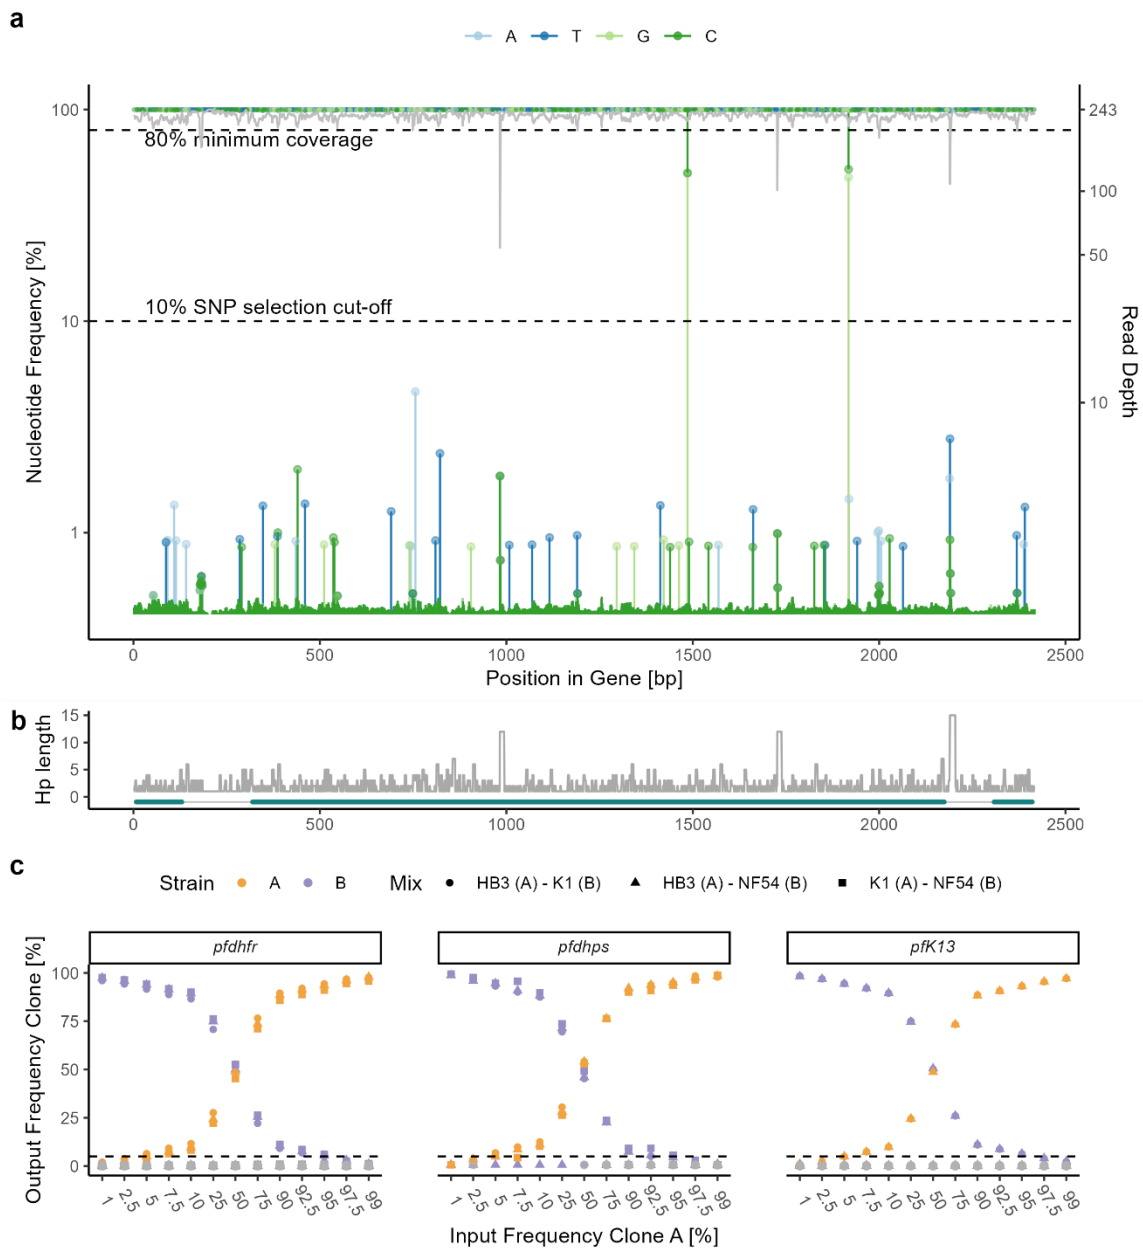 a
A T G C
100
10
1
Nucleotide Frequency [%]
80% minimum coverage
10% SNP selection cut-off
243
100
50
10
Read Depth
0 500 1000 1500 2000 2500
Position in Gene [bp]
b
15
10
5
0
Hp length
0 500 1000 1500 2000 2500
c
Strain A B Mix HB3 (A) - K1 (B) HB3 (A) - NF54 (B) K1 (A) - NF54 (B)
pfdhfr pfdhps pfK13
100
75
50
25
0
Output Frequency Clone [%]
1 2.5 5 7.5 10 25 50 75 90 92.5 95 97.5 99
1 2.5 5 7.5 10 25 50 75 90 92.5 95 97.5 99
1 2.5 5 7.5 10 25 50 75 90 92.5 95 97.5 99
Input Frequency Clone A [%]